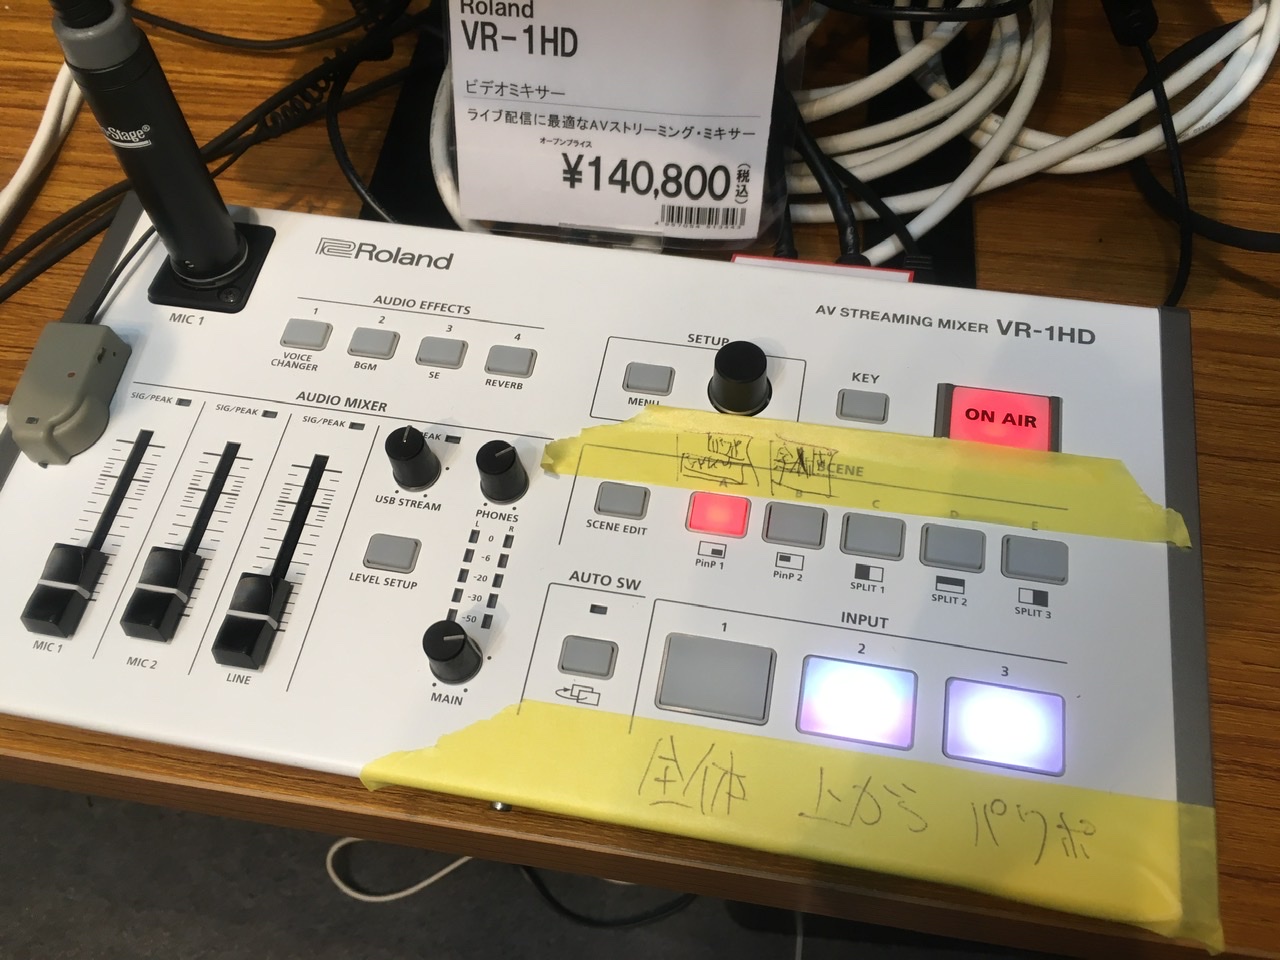 Roland
VR-1HD
ビデオミキサー
ライブ配信に最適なAVストリーミング・ミキサー
オープンプライス
¥140,800(税込)
-Stage®
Roland
MIC 1
AUDIO EFFECTS
1 2 3 4
VOICE CHANGER BGM SE REVERB
AV STREAMING MIXER VR-1HD
SETUP
MENU
KEY
ON AIR
AUDIO MIXER
SIG/PEAK SIG/PEAK SIG/PEAK PEAK
USB STREAM
PHONES
LEVEL SETUP
L R
0
-6
-20
-30
-50
MAIN
MIC 1 MIC 2 LINE
SCENE
A B C D E
SCENE EDIT
PinP 1 PinP 2 SPLIT 1 SPLIT 2 SPLIT 3
AUTO SW
INPUT
1 2 3
全体 上から パワポ